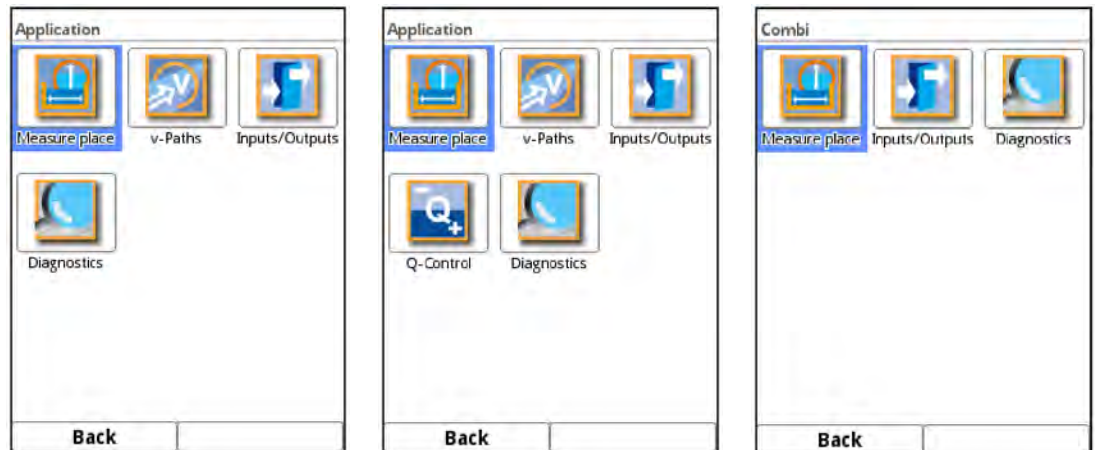 Application
Measure place v-Paths Inputs/Outputs
Diagnostics
Back
Application
Measure place v-Paths Inputs/Outputs
Q-Control Diagnostics
Back
Combi
Measure place Inputs/Outputs Diagnostics
Back